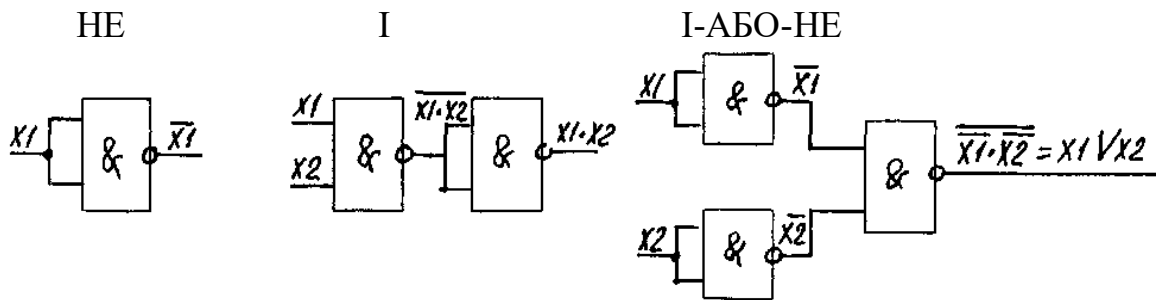 НЕ
I
I-АБО-НЕ
X1
&
X̅1̅
X1
X2
&
X̅1̅·̅X̅2̅
&
X1·X2
X1
&
X̅1̅
X2
&
X̅2̅
&
X̿1̿·̿X̿2̿ = X1 V X2